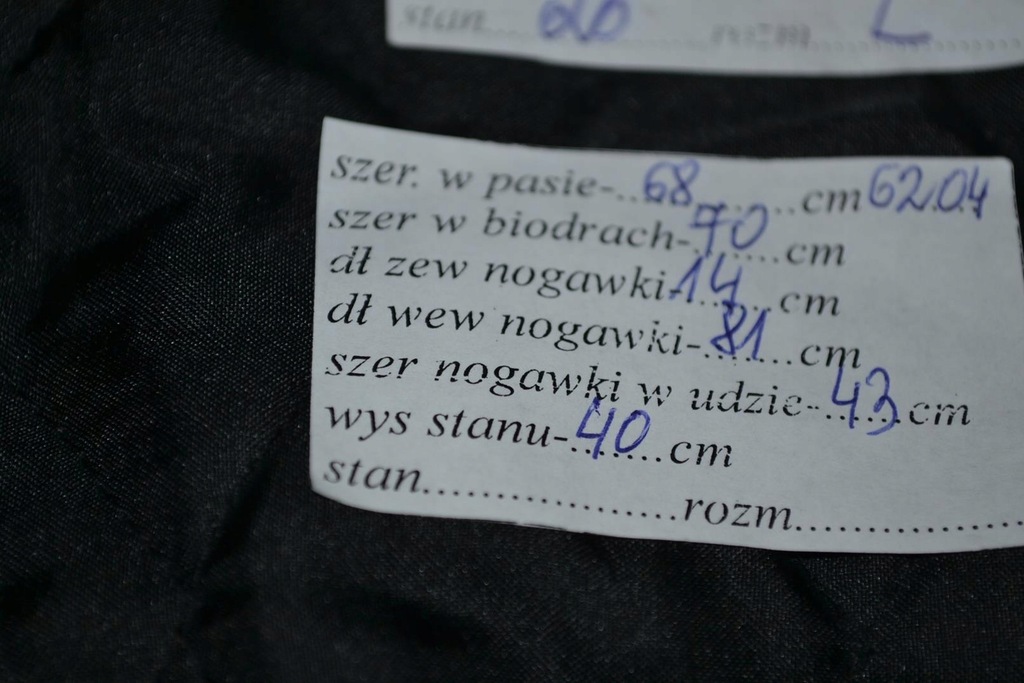 stan.... 26 rozm L
szer. w pasie-..68......cm 62.04
szer w biodrach-.70.....cm
dł zew nogawki-14......cm
dł wew nogawki-..81....cm
szer nogawki w udzie-..43..cm
wys stanu-.40.....cm
stan..................rozm.................